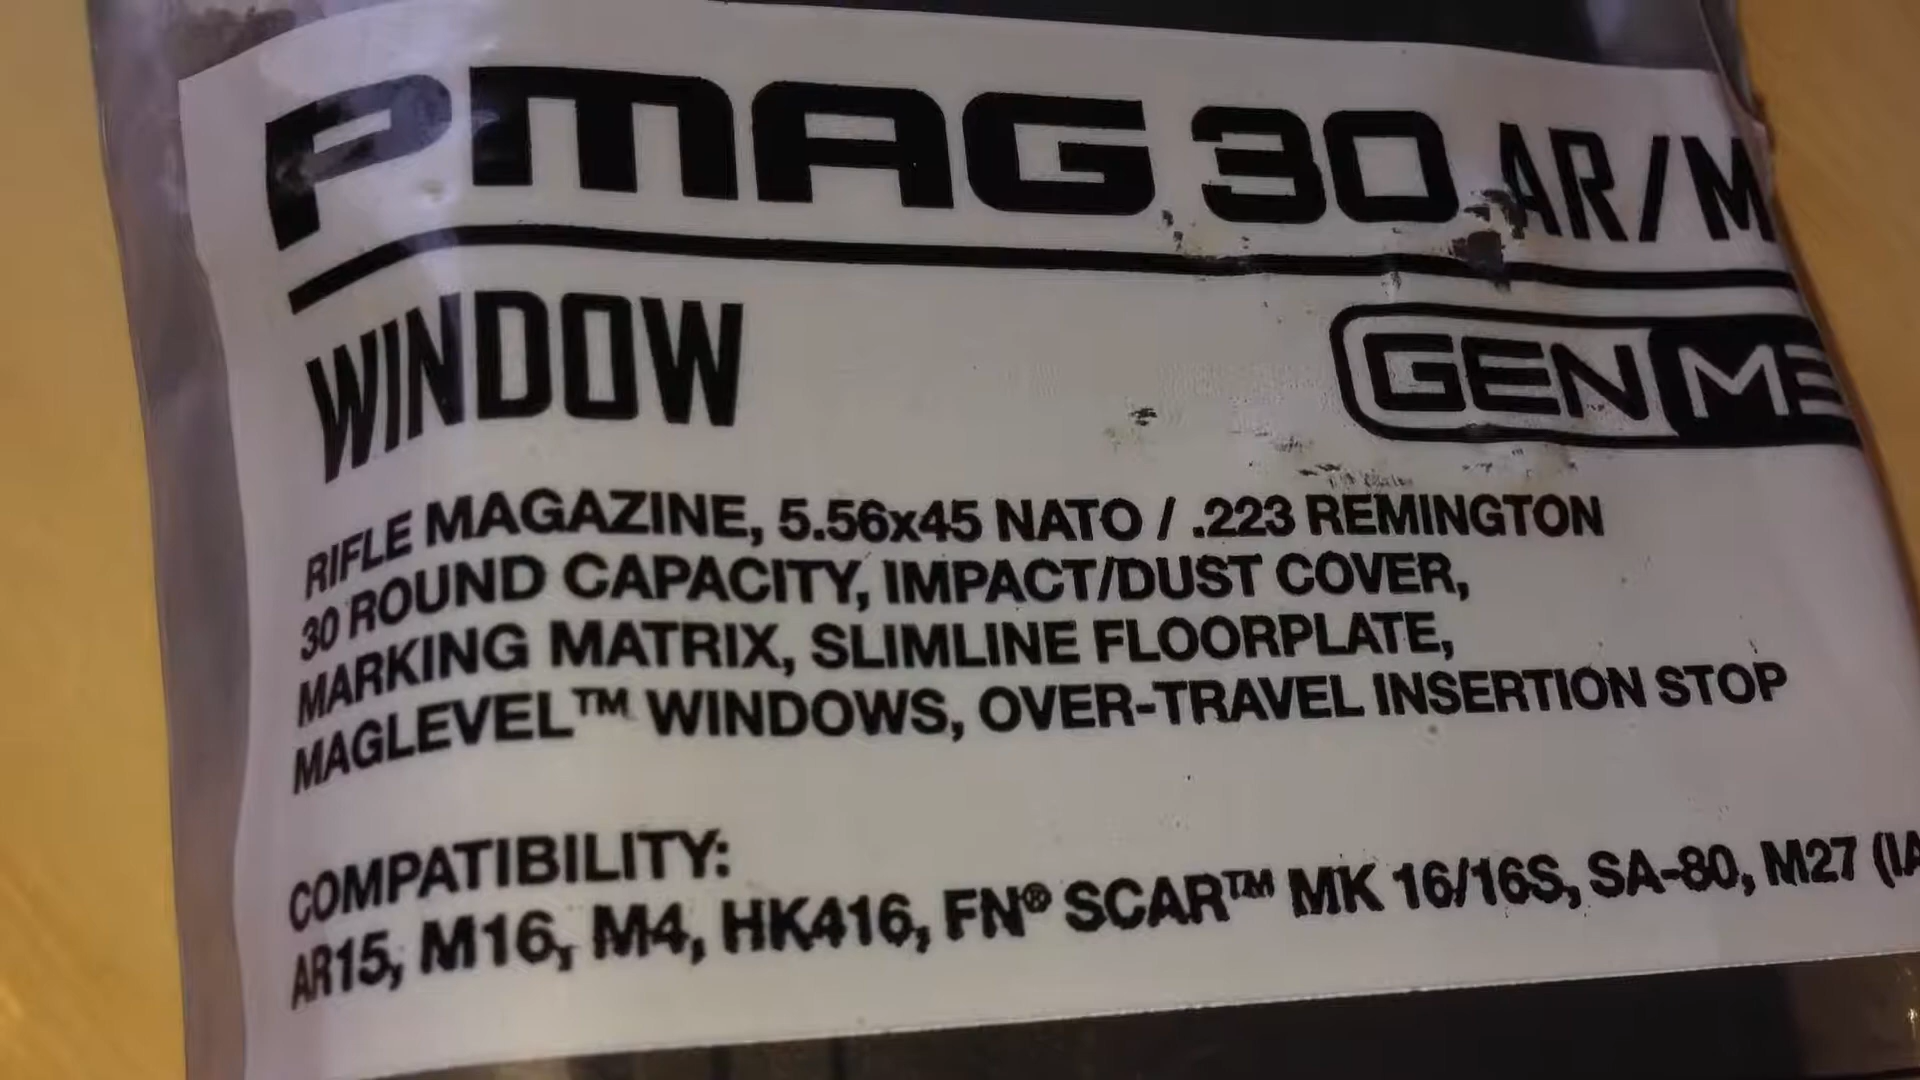 PMAG 30 AR/M
WINDOW
GEN M3
RIFLE MAGAZINE, 5.56x45 NATO / .223 REMINGTON
30 ROUND CAPACITY, IMPACT/DUST COVER,
MARKING MATRIX, SLIMLINE FLOORPLATE,
MAGLEVEL™ WINDOWS, OVER-TRAVEL INSERTION STOP
COMPATIBILITY:
AR15, M16, M4, HK416, FN® SCAR™ MK 16/16S, SA-80, M27 (IA